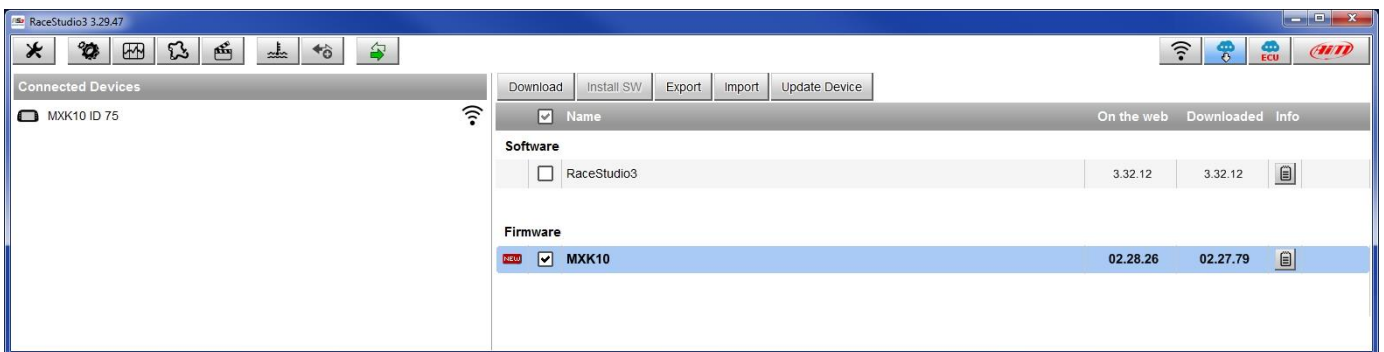 RaceStudio3 3.29.47
ECU AiM
Connected Devices
Download Install SW Export Import Update Device
MXK10 ID 75
Name On the web Downloaded Info
Software
RaceStudio3 3.32.12 3.32.12
Firmware
NEW MXK10 02.28.26 02.27.79